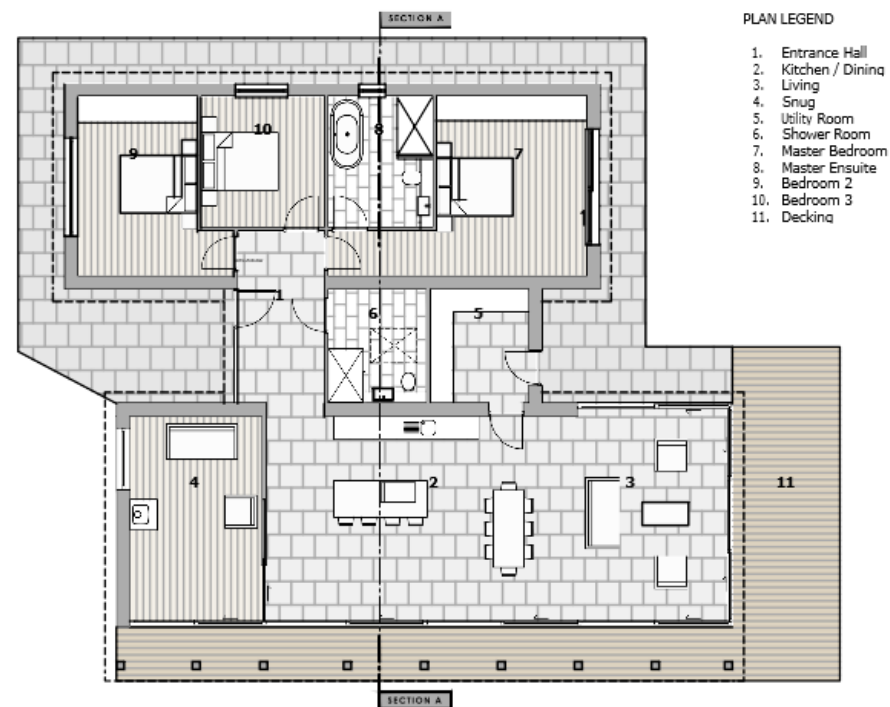 SECTION A
PLAN LEGEND
1. Entrance Hall
2. Kitchen / Dining
3. Living
4. Snug
5. Utility Room
6. Shower Room
7. Master Bedroom
8. Master Ensuite
9. Bedroom 2
10. Bedroom 3
11. Decking
9
10
8
7
1
1
6
5
4
2
3
11
SECTION A